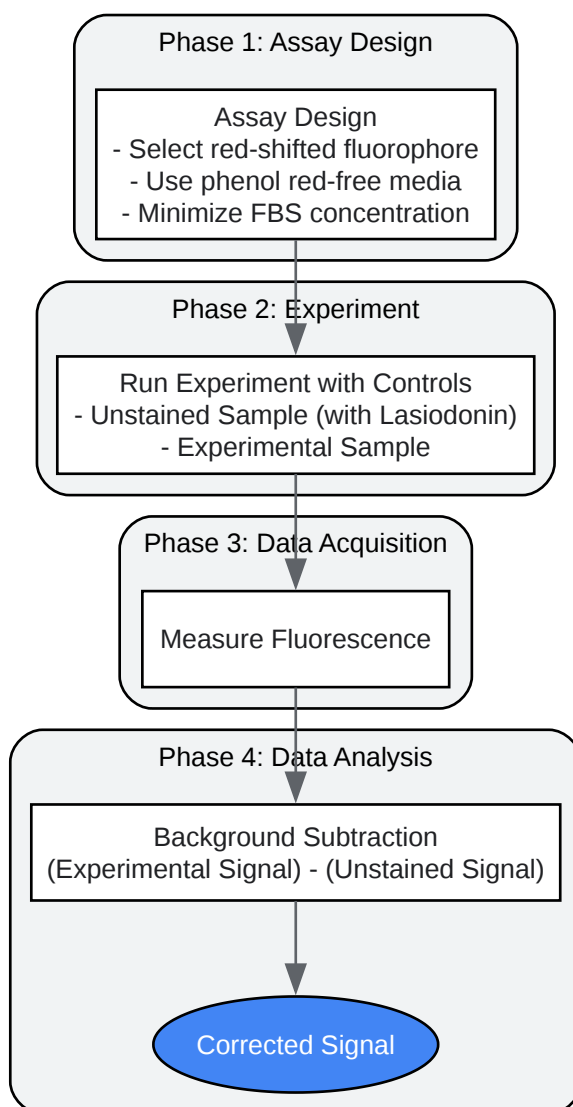 Phase 1: Assay Design
Assay Design
- Select red-shifted fluorophore
- Use phenol red-free media
- Minimize FBS concentration
Phase 2: Experiment
Run Experiment with Controls
- Unstained Sample (with Lasiodonin)
- Experimental Sample
Phase 3: Data Acquisition
Measure Fluorescence
Phase 4: Data Analysis
Background Subtraction
(Experimental Signal) - (Unstained Signal)
Corrected Signal